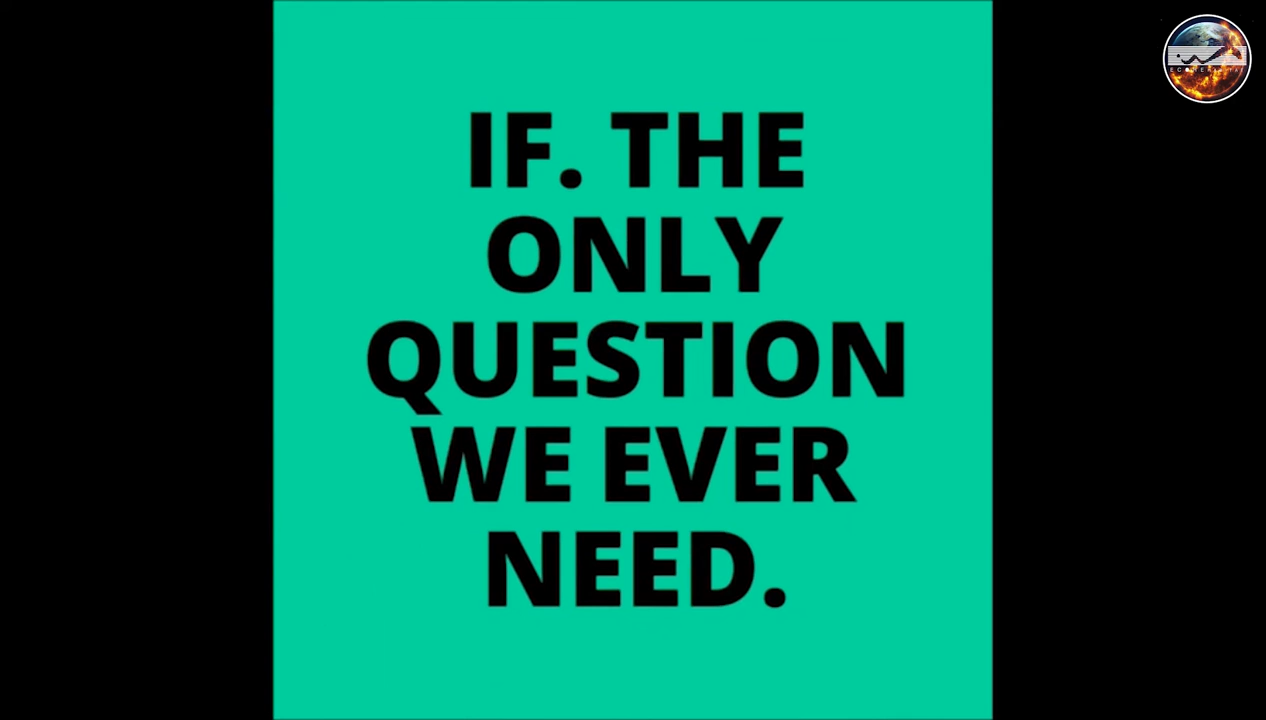 IF. THE
ONLY
QUESTION
WE EVER
NEED.